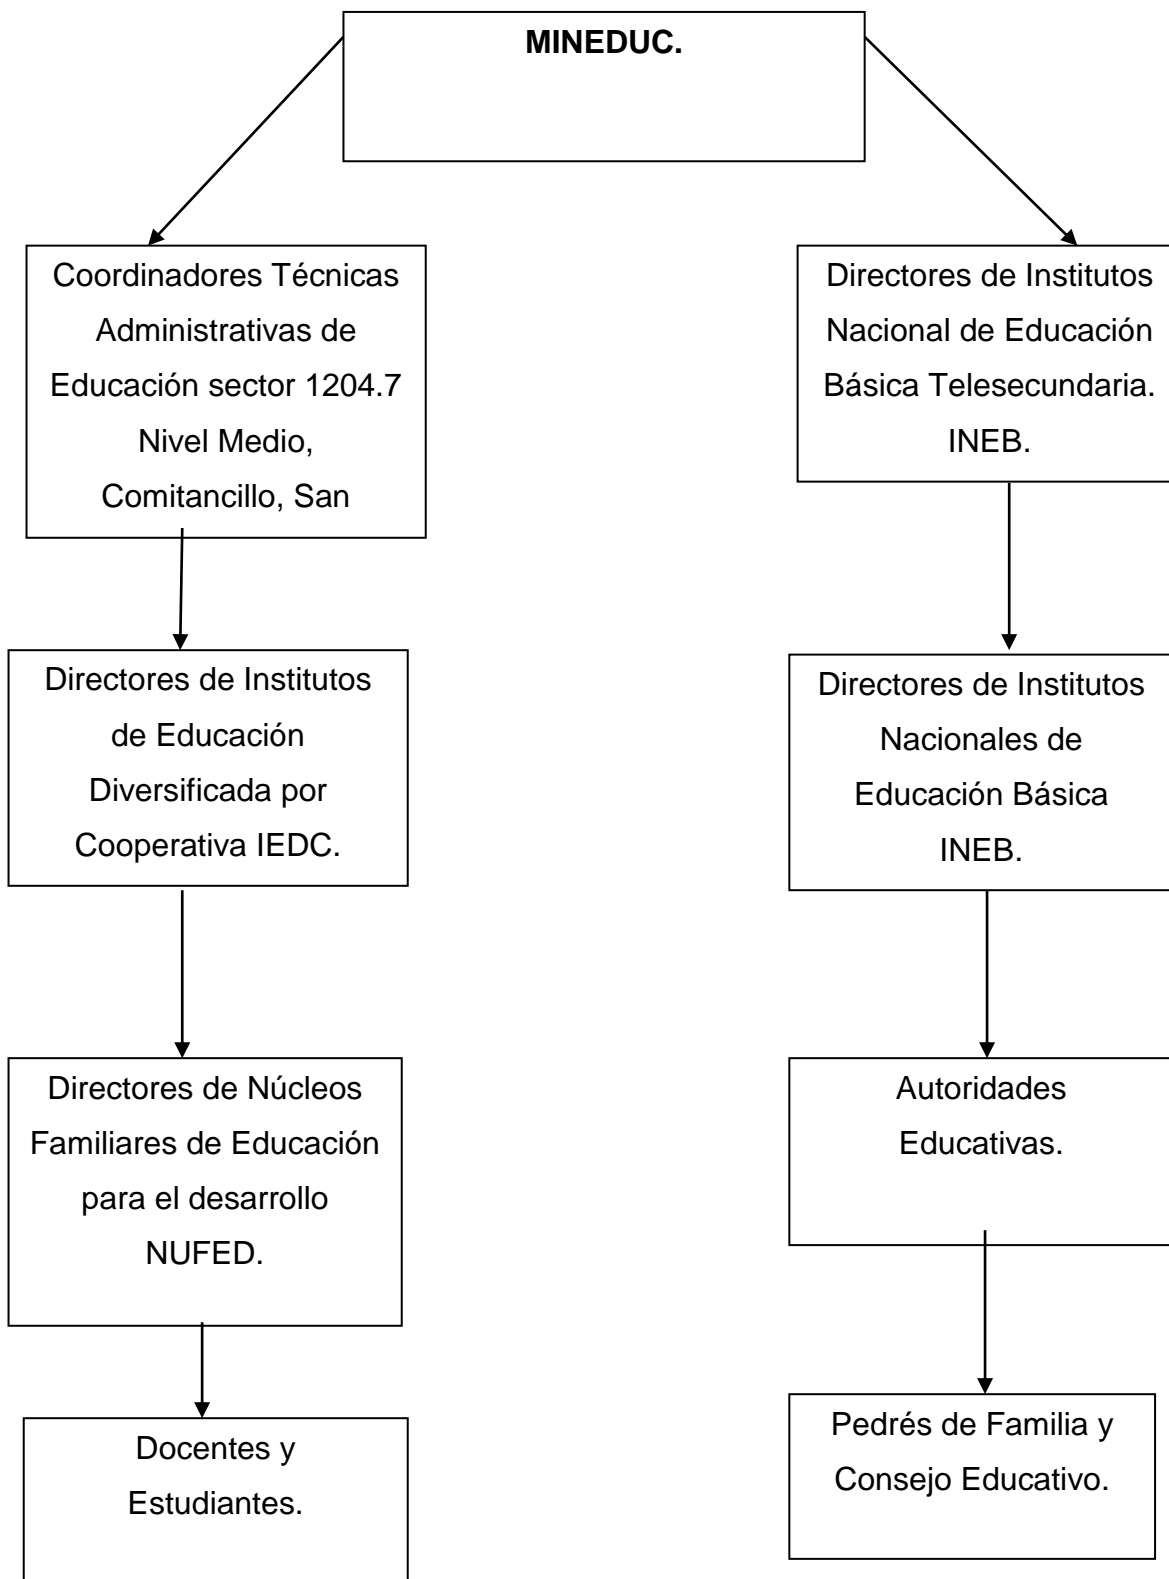 MINEDUC.
Coordinadores Técnicas
Administrativas de
Educación sector 1204.7
Nivel Medio,
Comitancillo, San
Directores de Institutos
de Educación
Diversificada por
Cooperativa IEDC.
Directores de Núcleos
Familiares de Educación
para el desarrollo
NUFED.
Docentes y
Estudiantes.
Directores de Institutos
Nacional de Educación
Básica Telesecundaria.
INEB.
Directores de Institutos
Nacionales de
Educación Básica
INEB.
Autoridades
Educativas.
Pedrés de Familia y
Consejo Educativo.